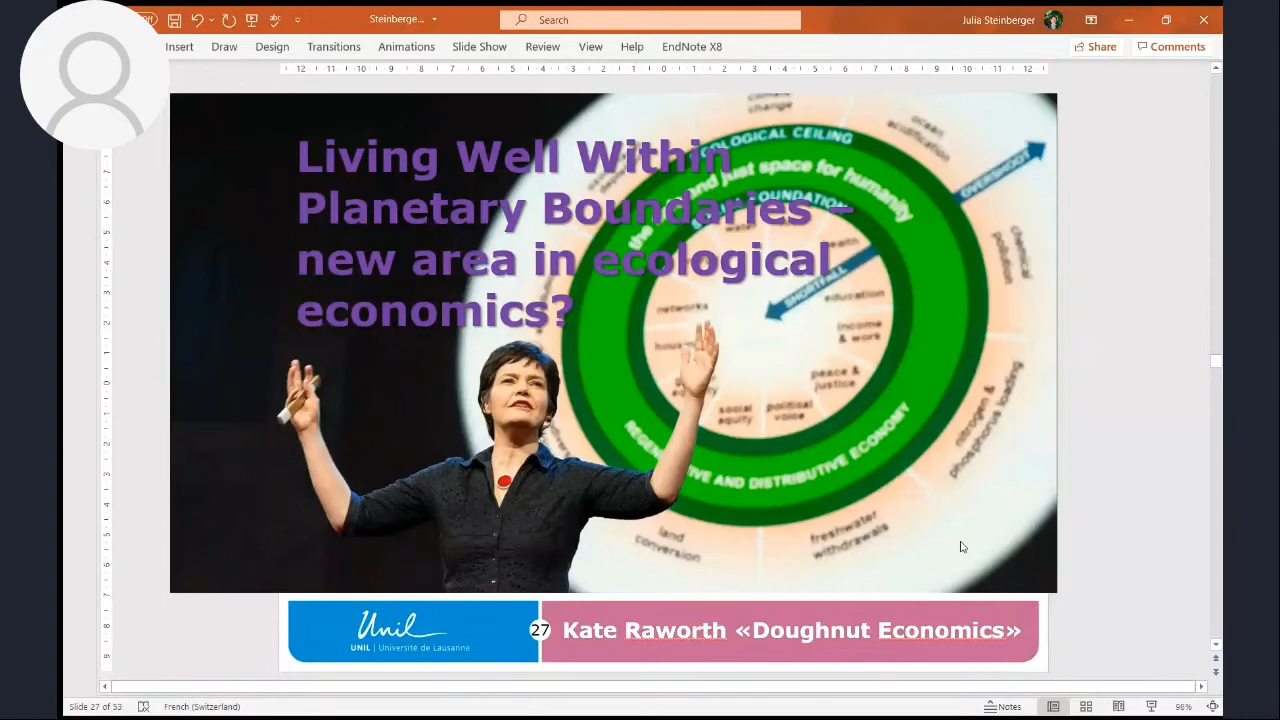 Steinberge...
Search
Julia Steinberger
Insert
Draw
Design
Transitions
Animations
Slide Show
Review
View
Help
EndNote X8
Share
Comments
Living Well Within
Planetary Boundaries –
new area in ecological
economics?
climate change
ocean acidification
chemical pollution
nitrogen & phosphorus loading
freshwater withdrawals
land conversion
OVERSHOOT
SHORTFALL
and just space for humanity
REGENERATIVE AND DISTRIBUTIVE ECONOMY
water
health
education
income & work
peace & justice
political voice
social equity
networks
Unil
UNIL | Université de Lausanne
27
Kate Raworth «Doughnut Economics»
Slide 27 of 53
French (Switzerland)
Notes
98%